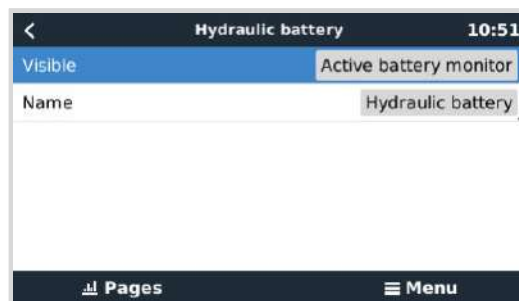 Hydraulic battery 10:51
Visible Active battery monitor
Name Hydraulic battery
Pages Menu